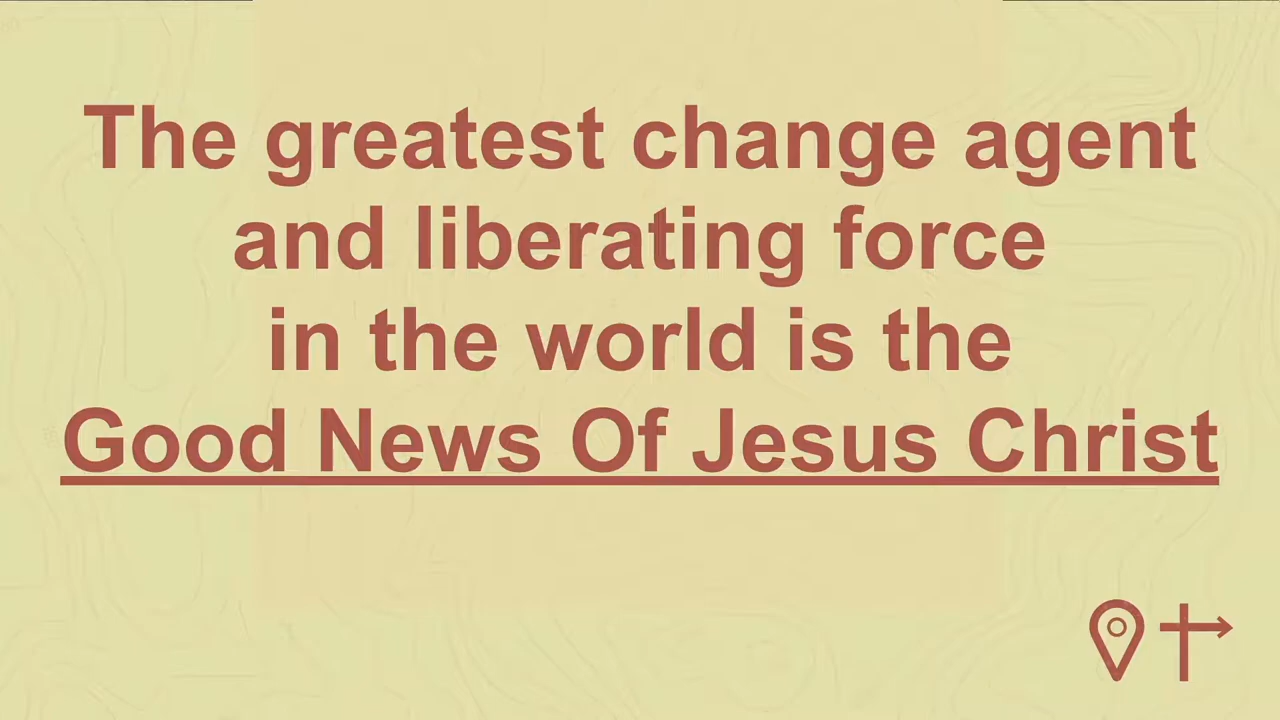 The greatest change agent
and liberating force
in the world is the
Good News Of Jesus Christ